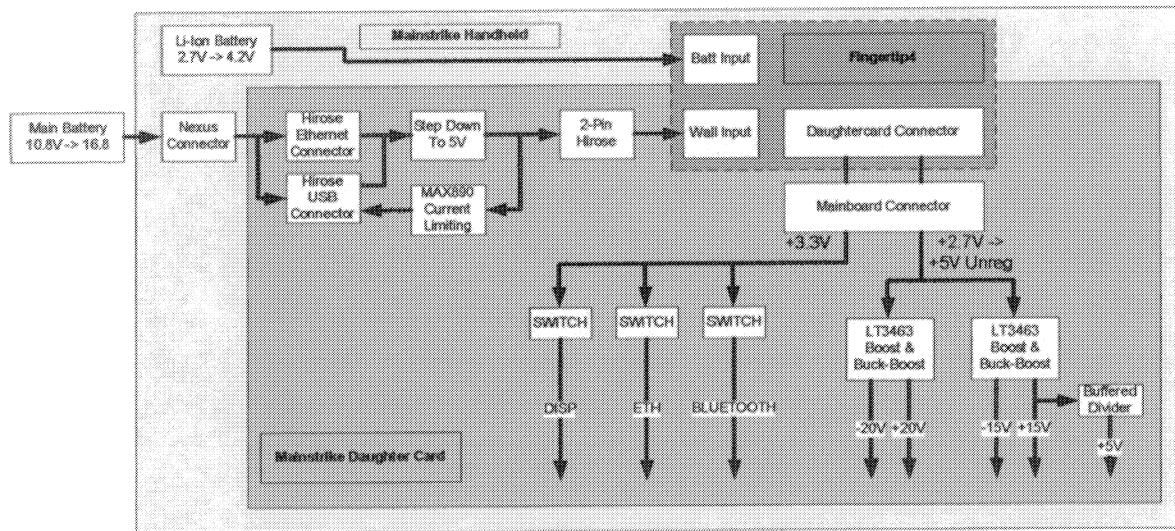 Li-Ion Battery
2.7V -> 4.2V
Mainstrike Handheld
Batt Input
Fingertip4
Main Battery
10.8V -> 16.8
Nexus
Connector
Hirose
Ethernet
Connector
Step Down
To 5V
2-Pin
Hirose
Wall Input
Daughtercard Connector
Hirose
USB
Connector
MAX890
Current
Limiting
Mainboard Connector
+3.3V
+2.7V ->
+5V Unreg
SWITCH
SWITCH
SWITCH
LT3463
Boost &
Buck-Boost
LT3463
Boost &
Buck-Boost
Buffered
Divider
DISP
ETH
BLUETOOTH
-20V
+20V
-15V
+15V
+5V
Mainstrike Daughter Card